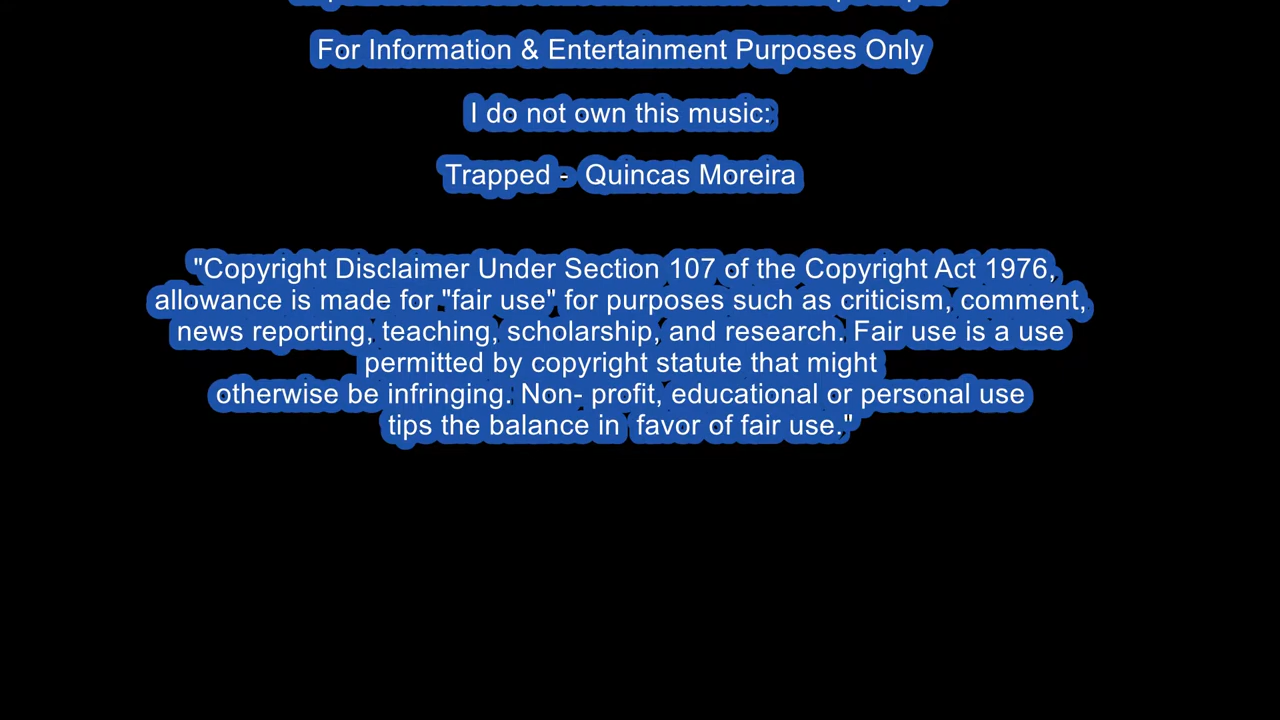 For Information & Entertainment Purposes Only
I do not own this music:
Trapped - Quincas Moreira
"Copyright Disclaimer Under Section 107 of the Copyright Act 1976,
allowance is made for "fair use" for purposes such as criticism, comment,
news reporting, teaching, scholarship, and research. Fair use is a use
permitted by copyright statute that might
otherwise be infringing. Non- profit, educational or personal use
tips the balance in favor of fair use."